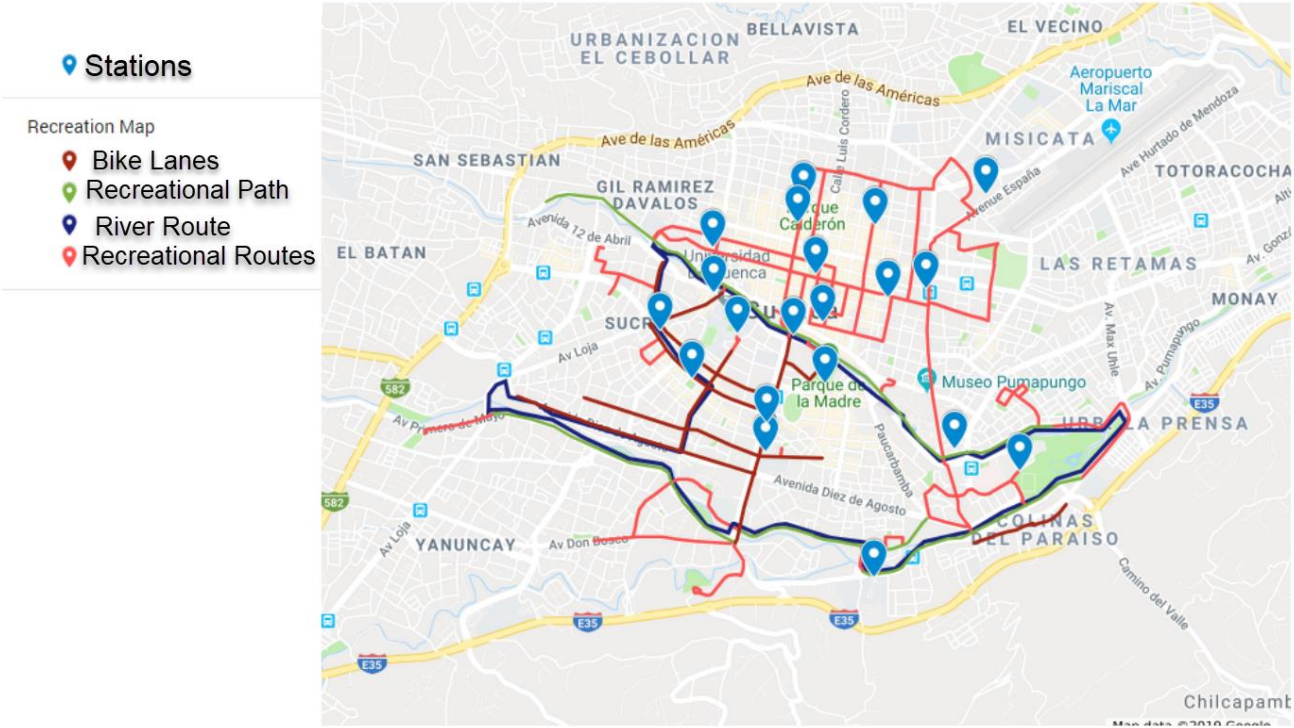 Stations
Recreation Map
Bike Lanes
Recreational Path
River Route
Recreational Routes
BELLAVISTA
EL VECINO
URBANIZACION
EL CEBOLLAR
Ave de las Américas
Aeropuerto
Mariscal
La Mar
Calle Luis Cordero
Ave Hurtado de Mendoza
MISICATA
Ave de las Américas
SAN SEBASTIAN
TOTORACOCHA
GIL RAMIREZ
DAVALOS
Avenue España
Calderón
Avenida 12 de Abril
EL BATAN
LAS RETAMAS
MONAY
Av. Max Uhle
Av. Pumapungo
Av Loja
582
Parque de
la Madre
Museo Pumapungo
E35
Av Primero de Mayo
Paucarbamba
LA PRENSA
582
Avenida Diez de Agosto
Av Loja
YANUNCAY
Av Don Bosco
COLINAS
DEL PARAISO
Camino del Valle
E35
E35
E35
Chilcapamb
Map data ©2019 Google